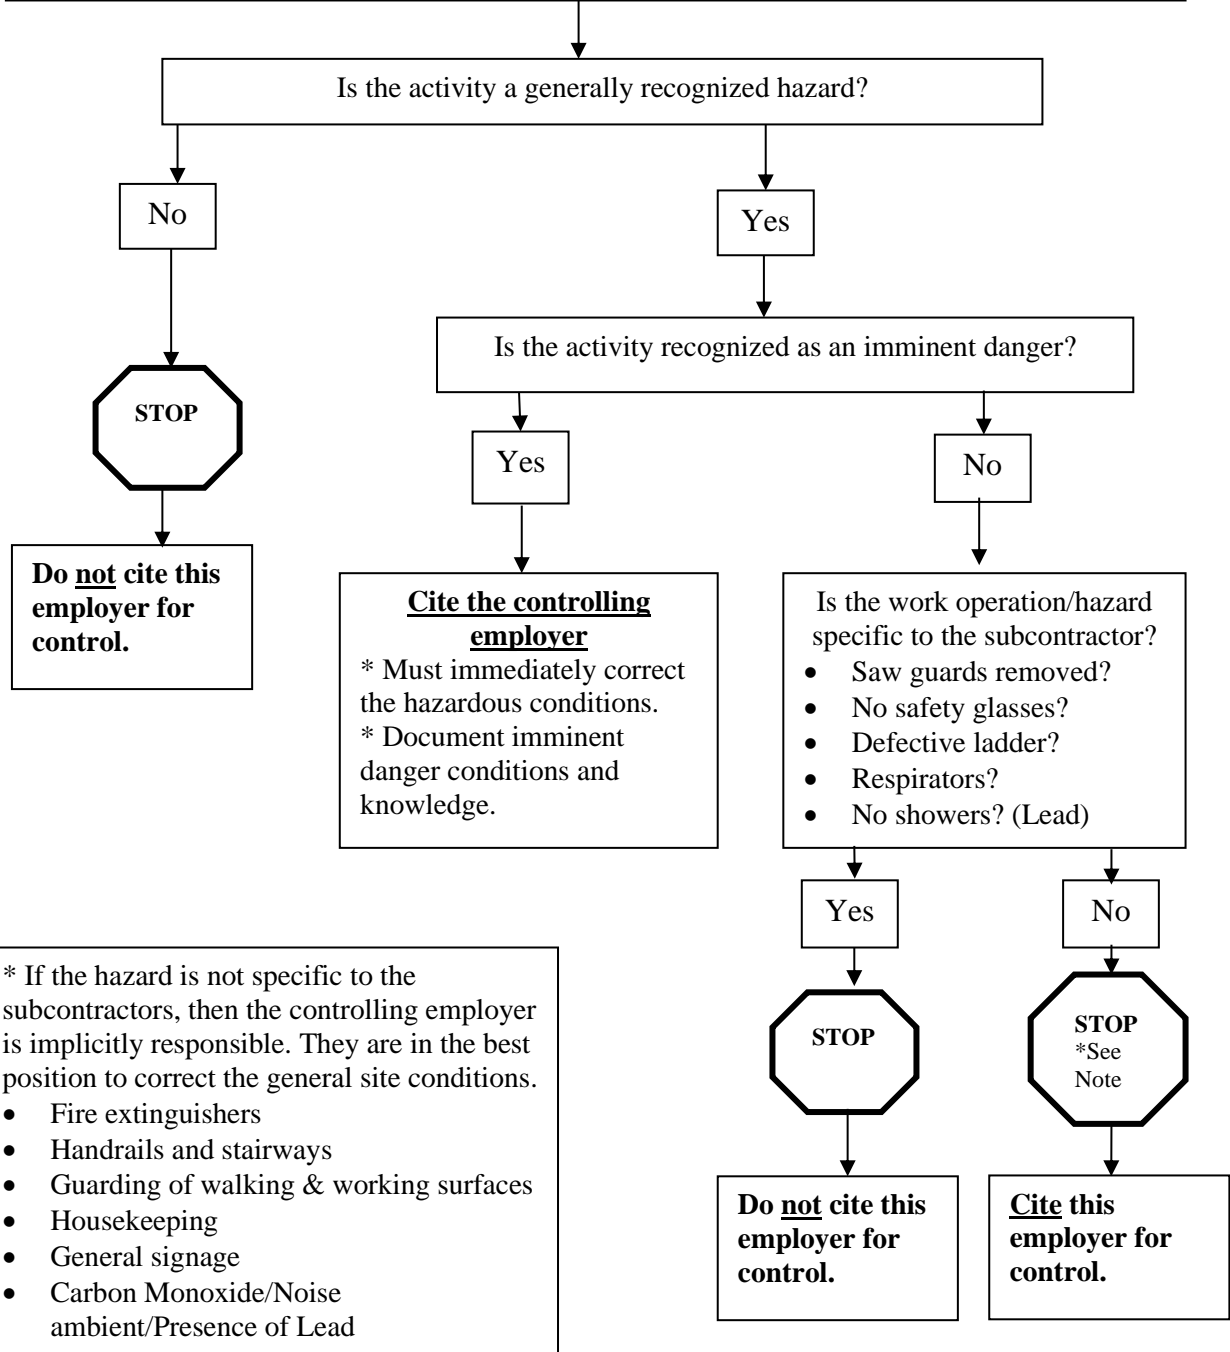 Is the activity a generally recognized hazard?
No
Yes
Is the activity recognized as an imminent danger?
STOP
Yes
No
Do not cite this
employer for
control.
Cite the controlling
employer
* Must immediately correct
the hazardous conditions.
* Document imminent
danger conditions and
knowledge.
Is the work operation/hazard
specific to the subcontractor?
• Saw guards removed?
• No safety glasses?
• Defective ladder?
• Respirators?
• No showers? (Lead)
Yes
No
* If the hazard is not specific to the
subcontractors, then the controlling employer
is implicitly responsible. They are in the best
position to correct the general site conditions.
• Fire extinguishers
• Handrails and stairways
• Guarding of walking & working surfaces
• Housekeeping
• General signage
• Carbon Monoxide/Noise
ambient/Presence of Lead
STOP
STOP
*See
Note
Do not cite this
employer for
control.
Cite this
employer for
control.